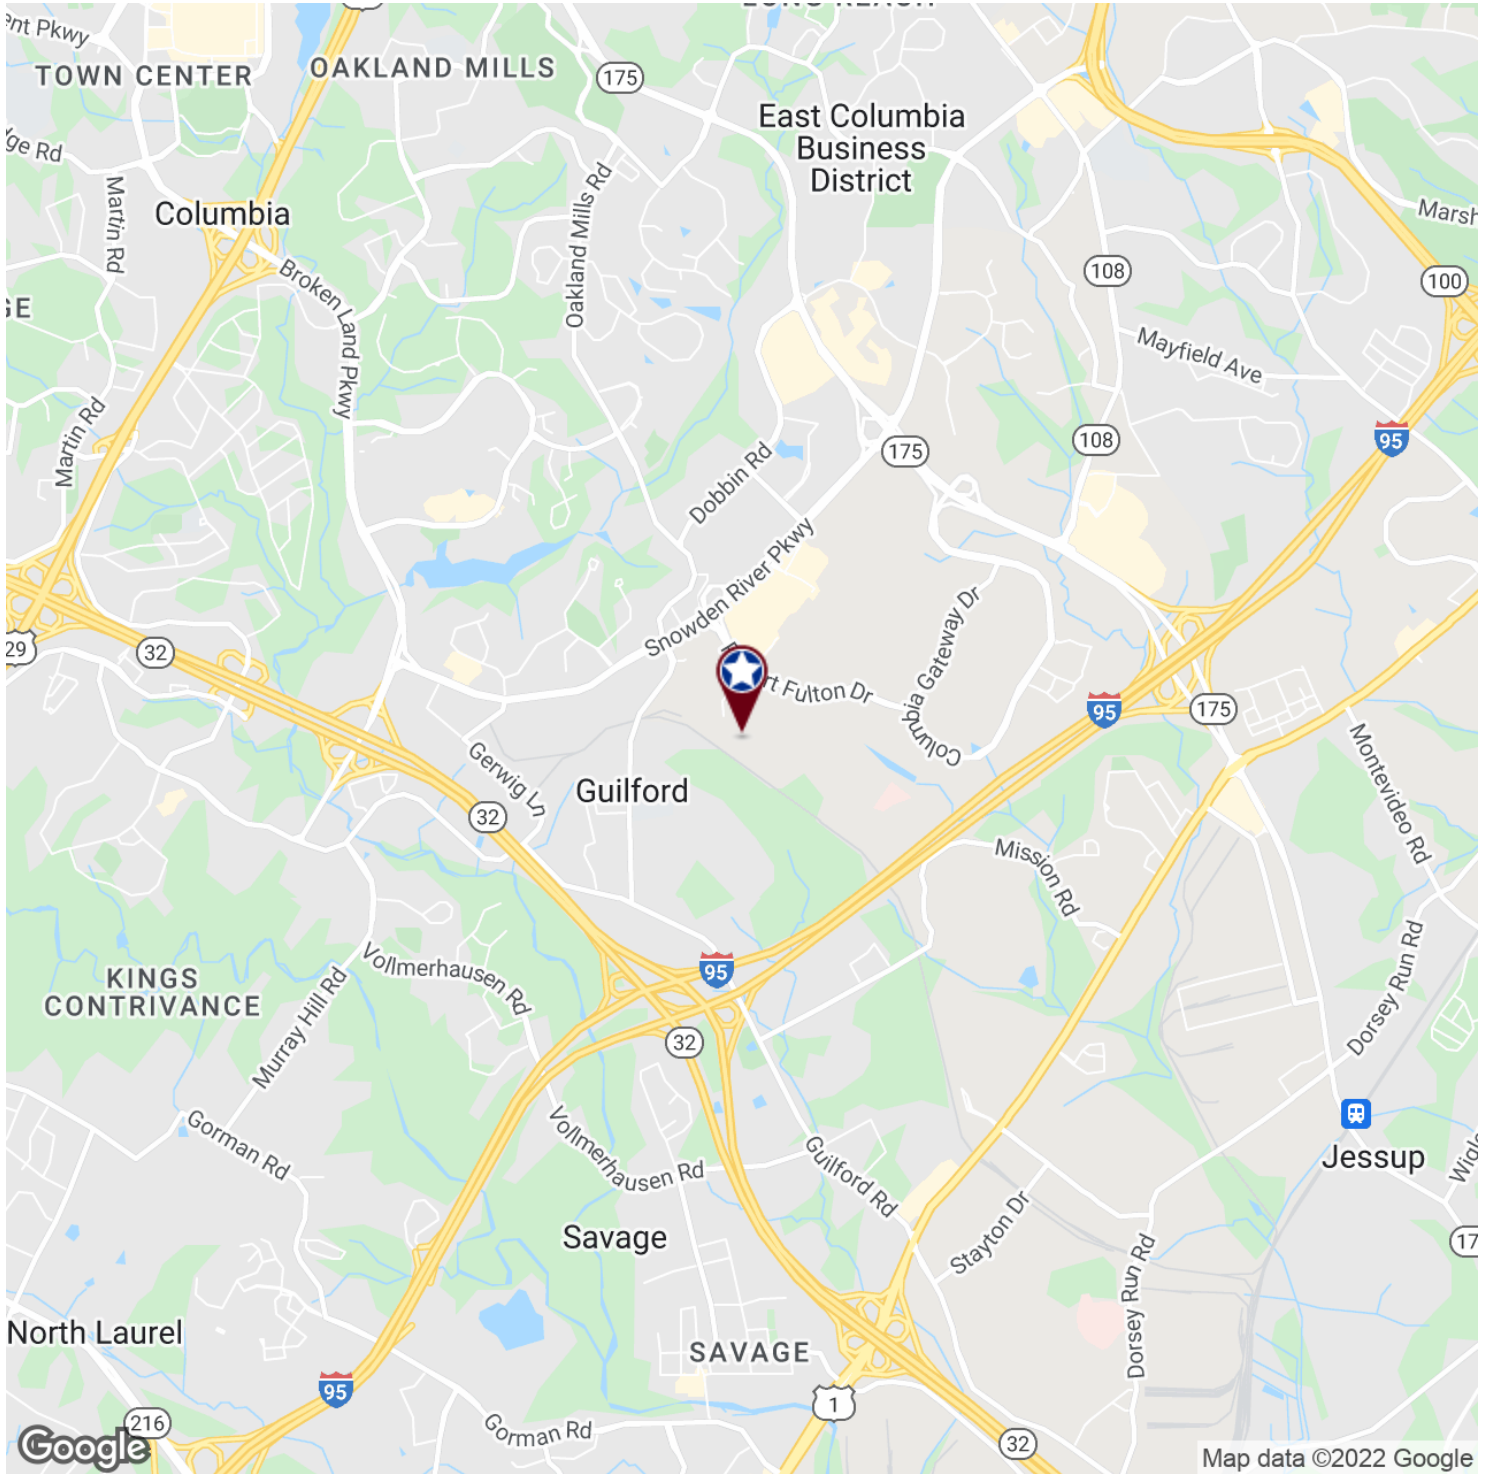 TOWN CENTER
OAKLAND MILLS
175
East Columbia
Business
District
Martin Rd
Columbia
Oakland Mills Rd
Broken Land Pkwy
108
100
Mayfield Ave
Martin Rd
108
95
175
Dobbin Rd
Snowden River Pkwy
29
32
Columbia Gateway Dr
Fulton Dr
95
175
Gerwig Ln
Guilford
32
Montevideo Rd
Mission Rd
KINGS
CONTRIVANCE
Vollmerhausen Rd
95
Murray Hill Rd
32
Dorsey Run Rd
Gorman Rd
Vollmerhausen Rd
Guilford Rd
Jessup
Savage
Stayton Dr
Dorsey Run Rd
North Laurel
SAVAGE
95
1
216
Gorman Rd
32
Google
Map data ©2022 Google